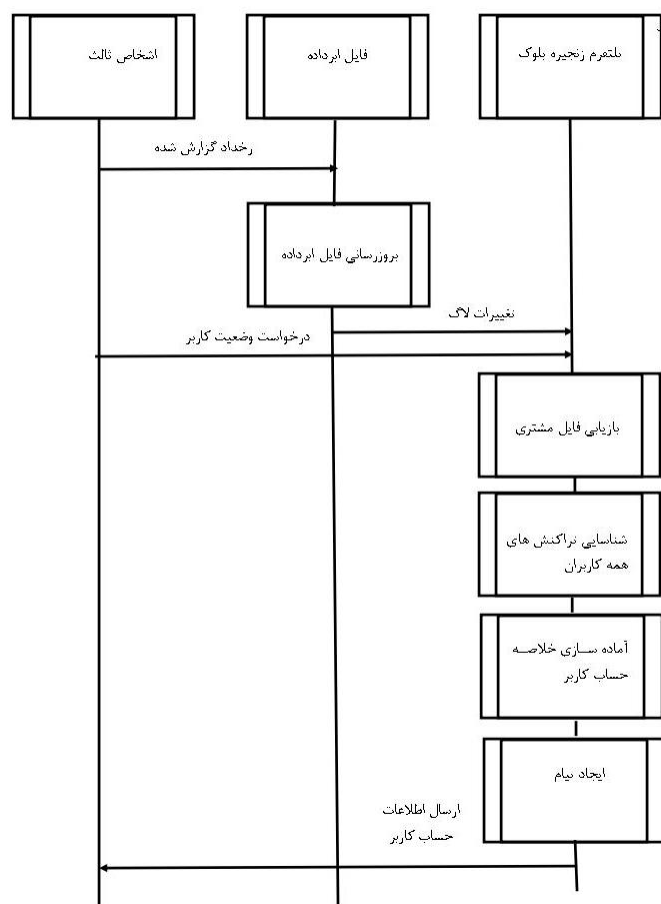 پلتفرم زنجیره بلوک
فایل ابرداده
اشخاص ثالث
رخداد گزارش شده
بروزرسانی فایل ابرداده
تغییرات لاگ
درخواست وضعیت کاربر
بازیابی فایل مشتری
شناسایی تراکنش های
همه کاربران
آماده سازی خلاصه
حساب کاربر
ایجاد پیام
ارسال اطلاعات
حساب کاربر